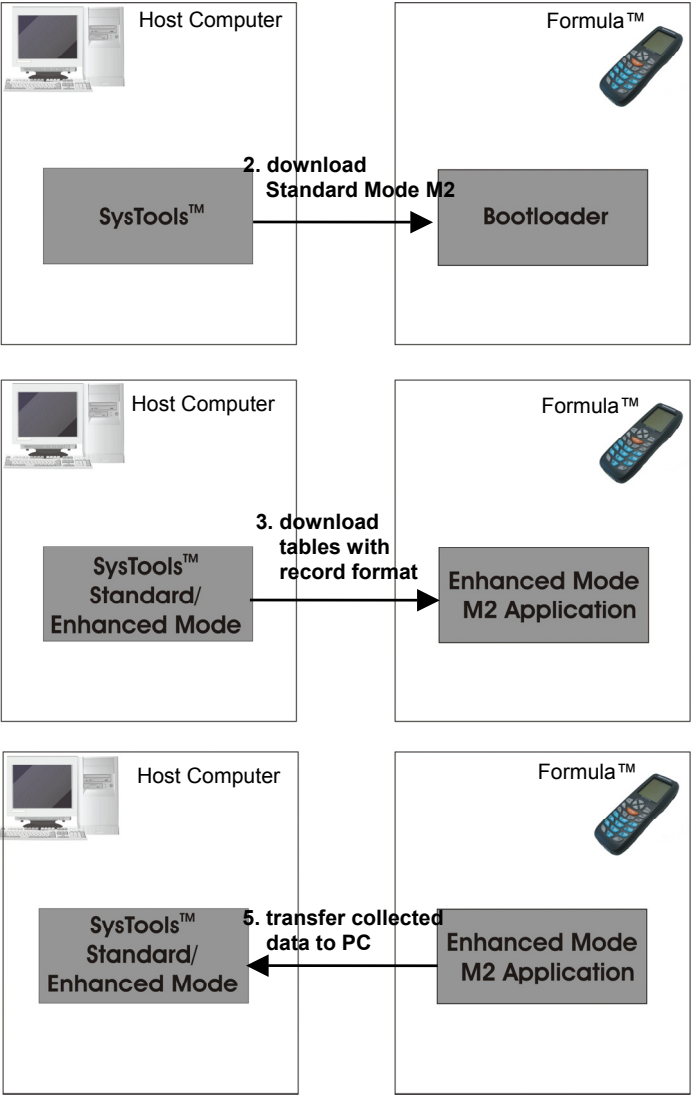 Host Computer
Formula™
2. download
Standard Mode M2
SysTools™
Bootloader
Host Computer
Formula™
3. download
tables with
record format
SysTools™
Standard/
Enhanced Mode
Enhanced Mode
M2 Application
Host Computer
Formula™
5. transfer collected
data to PC
SysTools™
Standard/
Enhanced Mode
Enhanced Mode
M2 Application